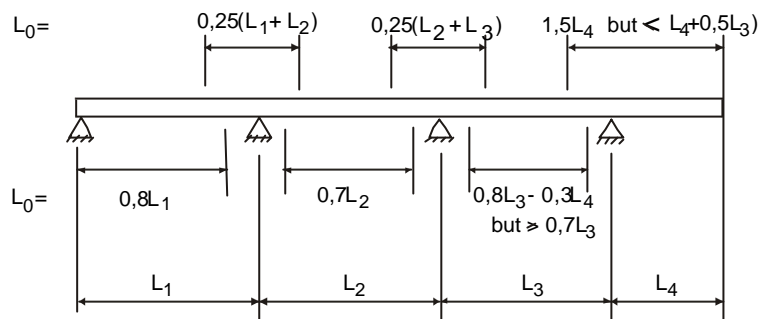 L0= 0,25(L1+ L2) 0,25(L2+ L3) 1,5L4 but < L4+0,5L3)
L0= 0,8L1 0,7L2 0,8L3- 0,3L4
but > 0,7L3
L1 L2 L3 L4